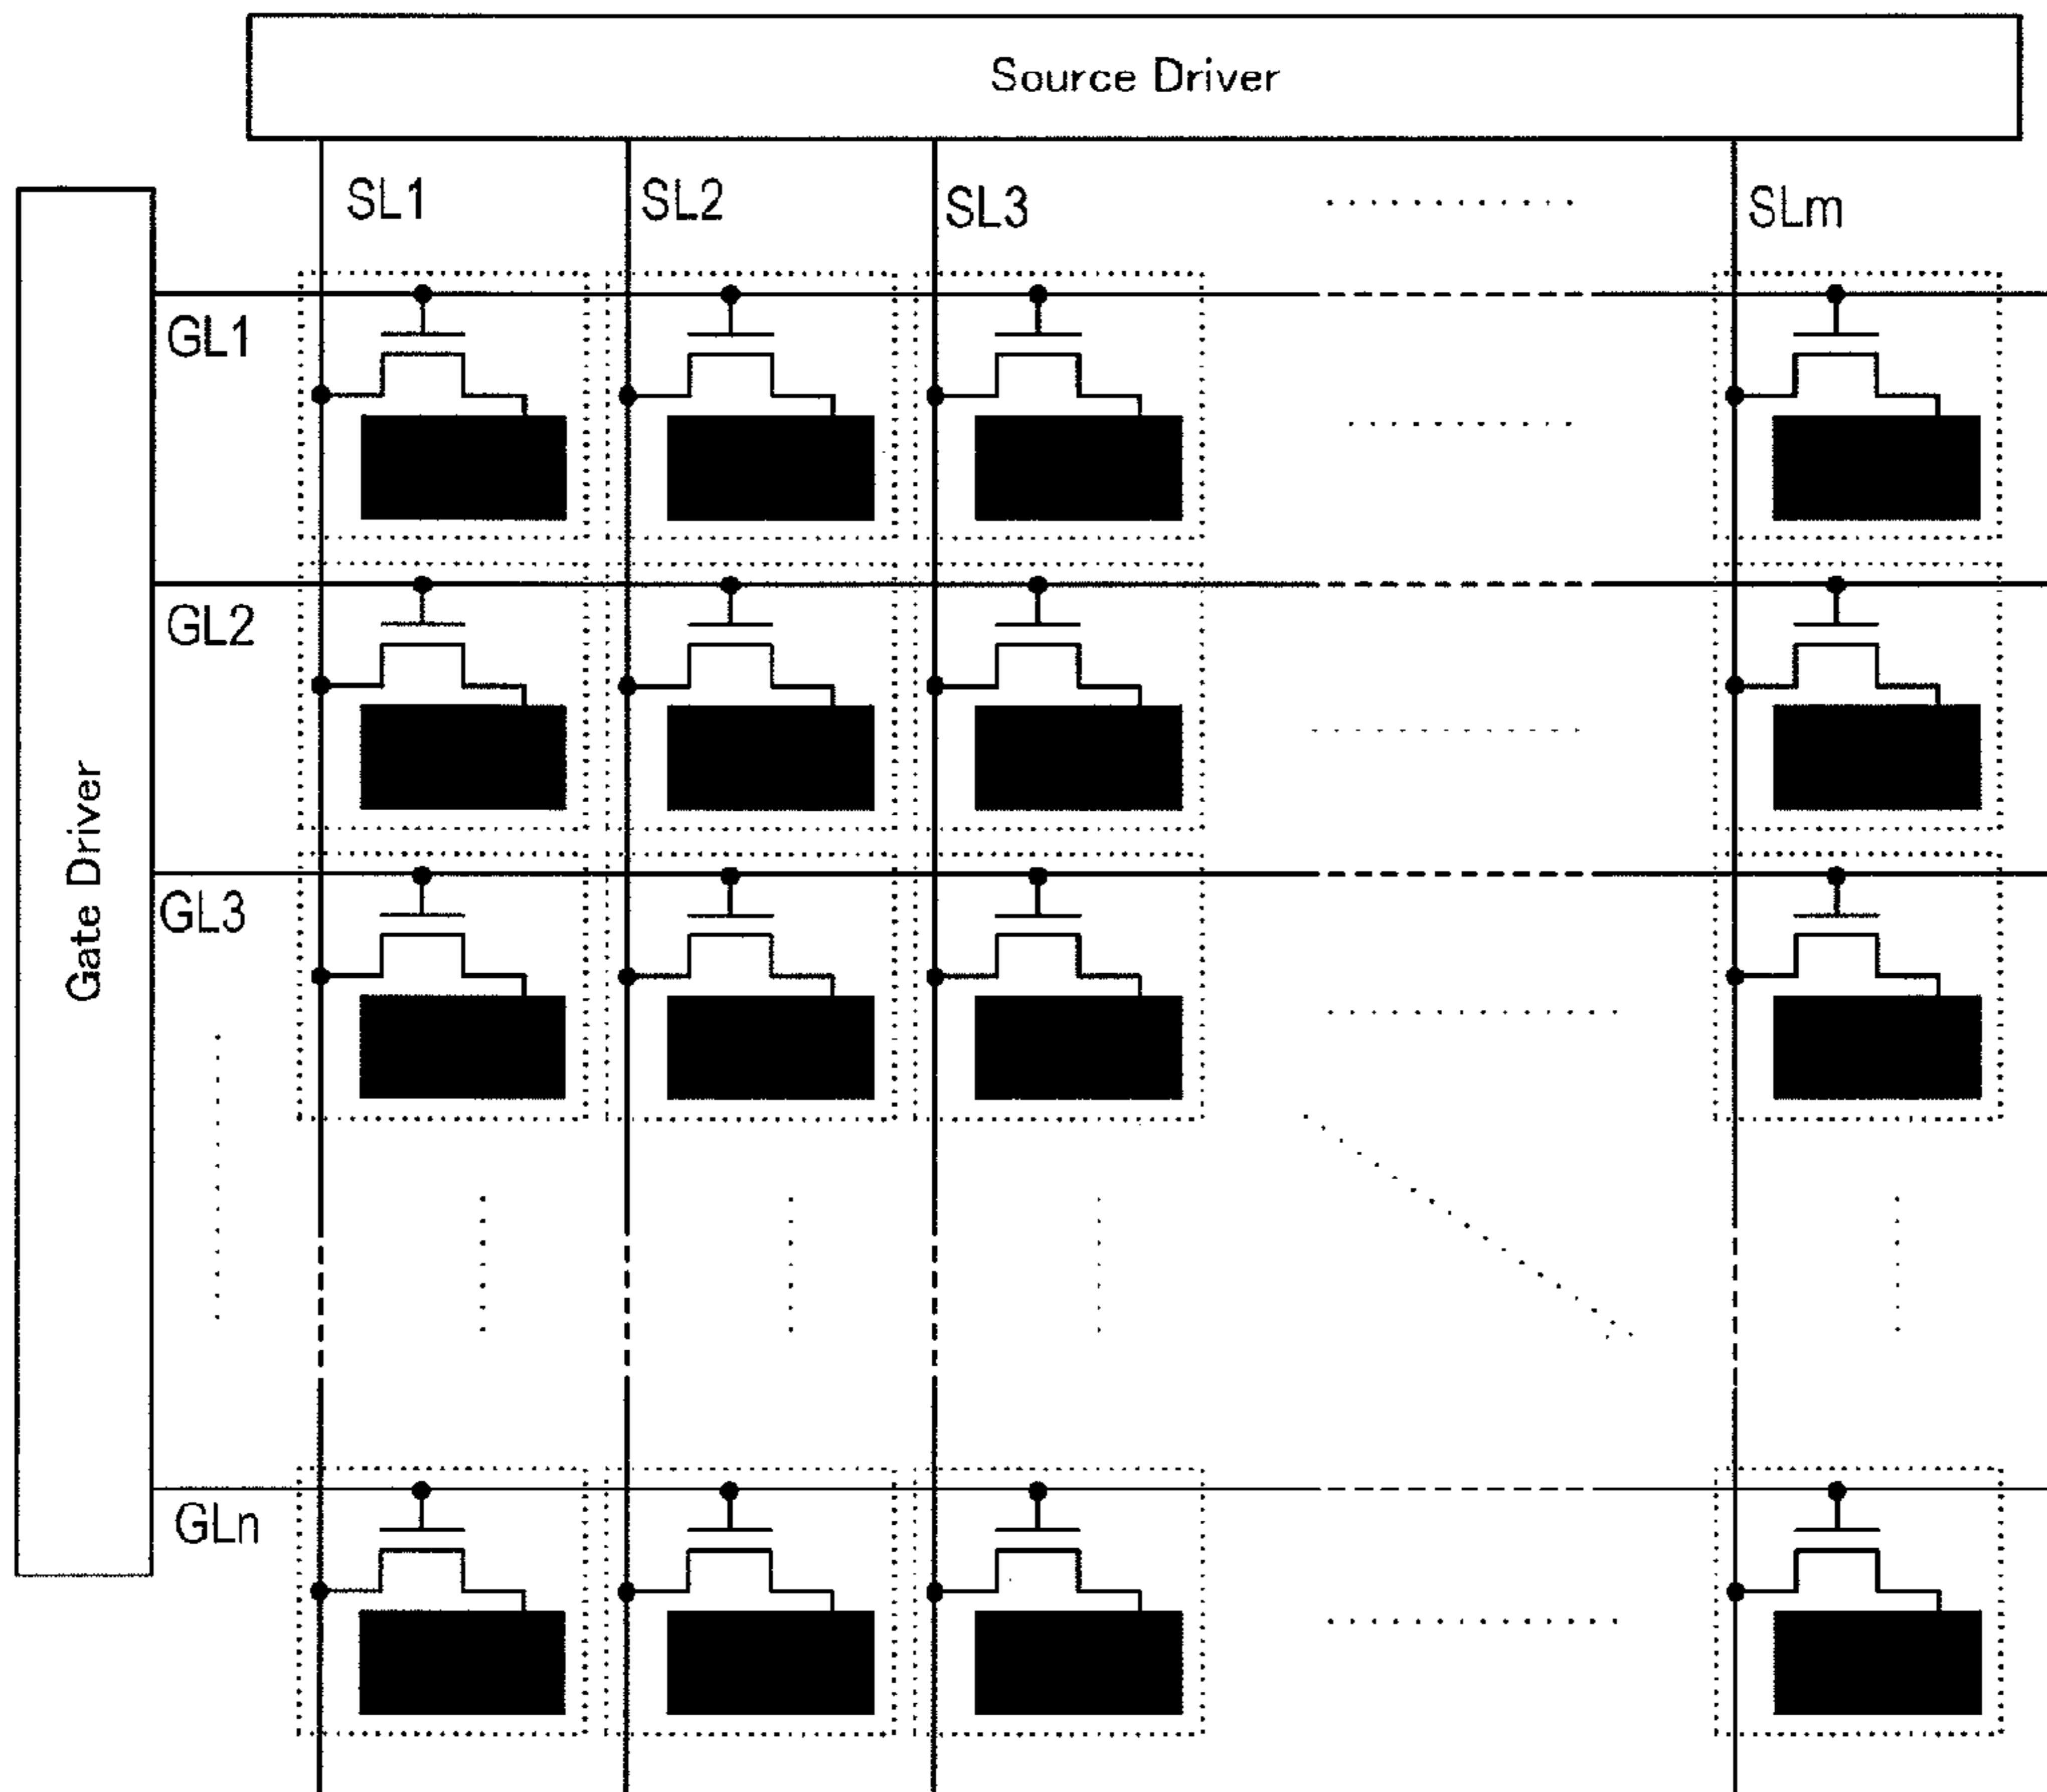 Source Driver
SL1
SL2
SL3
SLm
GL1
GL2
Gate Driver
GL3
GLn